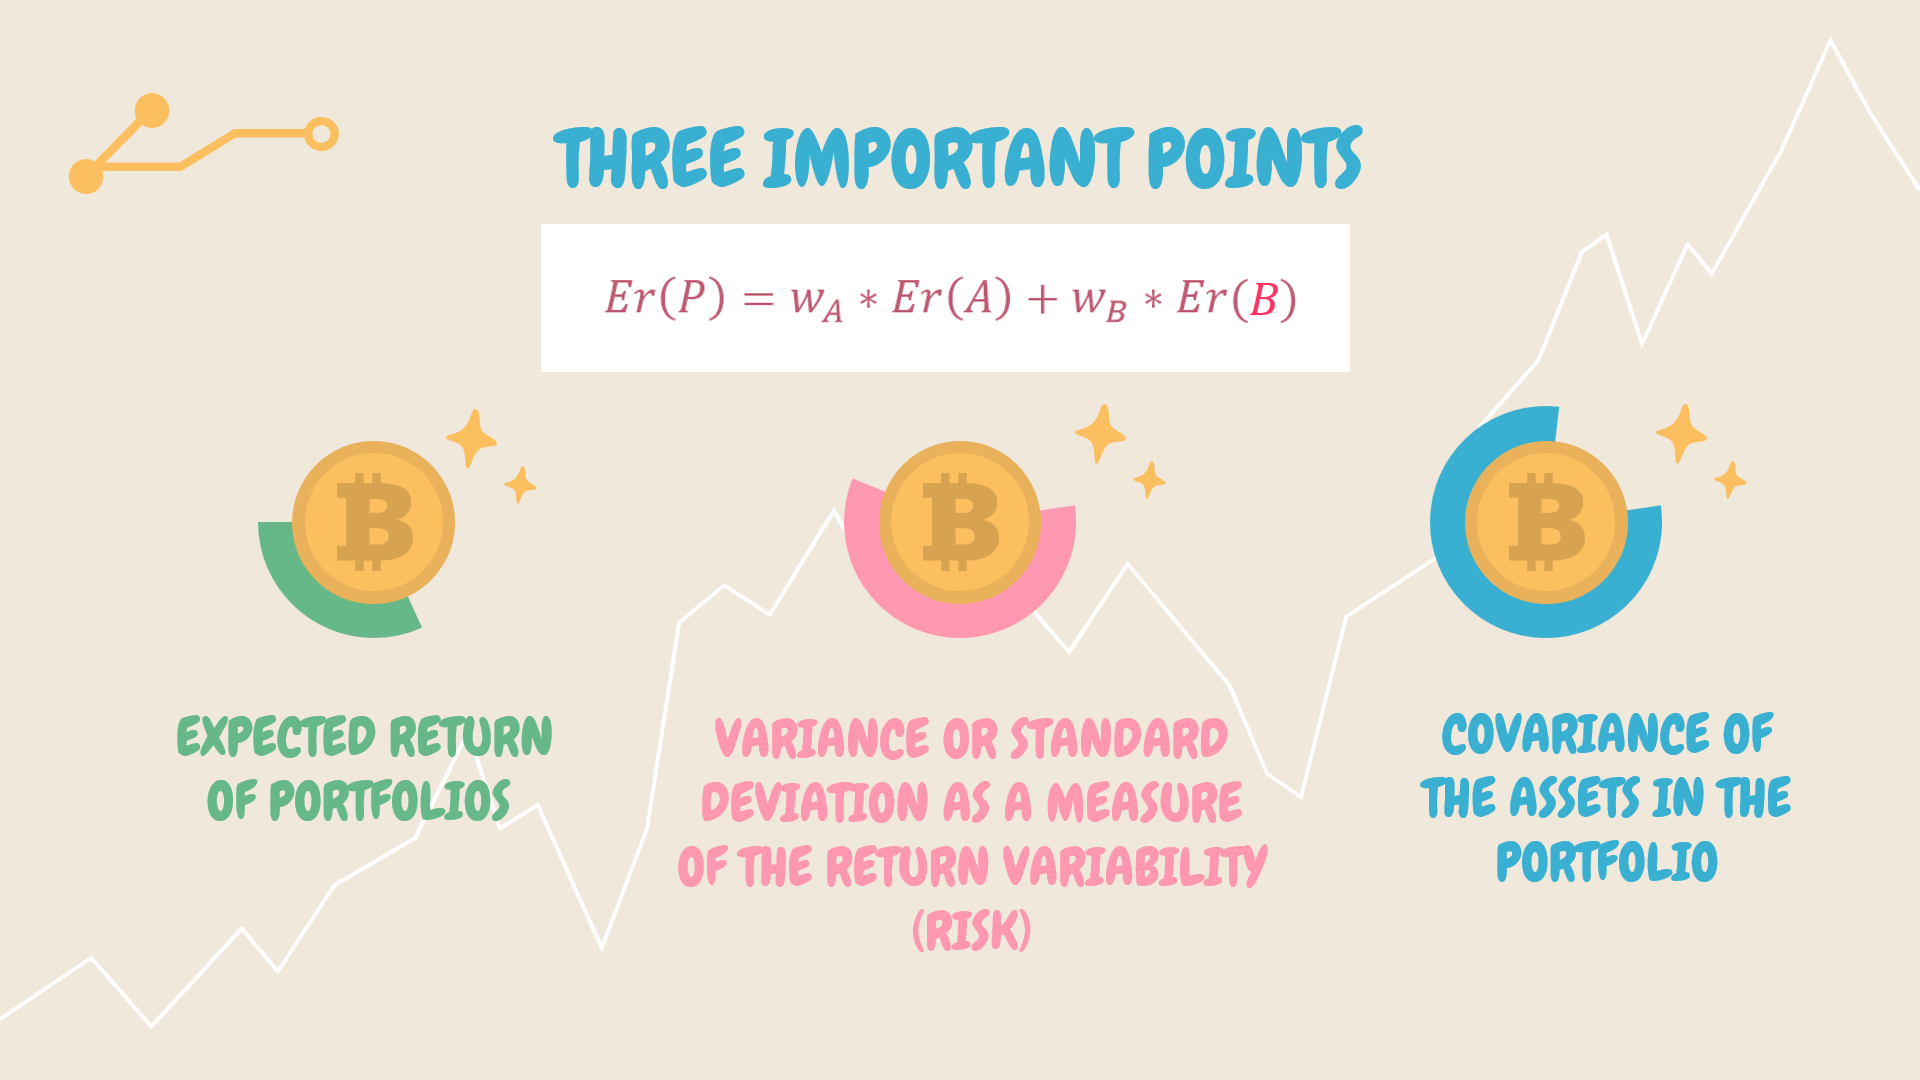 THREE IMPORTANT POINTS
Er(P) = w_A * Er(A) + w_B * Er(B)
EXPECTED RETURN
OF PORTFOLIOS
VARIANCE OR STANDARD
DEVIATION AS A MEASURE
OF THE RETURN VARIABILITY
(RISK)
COVARIANCE OF
THE ASSETS IN THE
PORTFOLIO